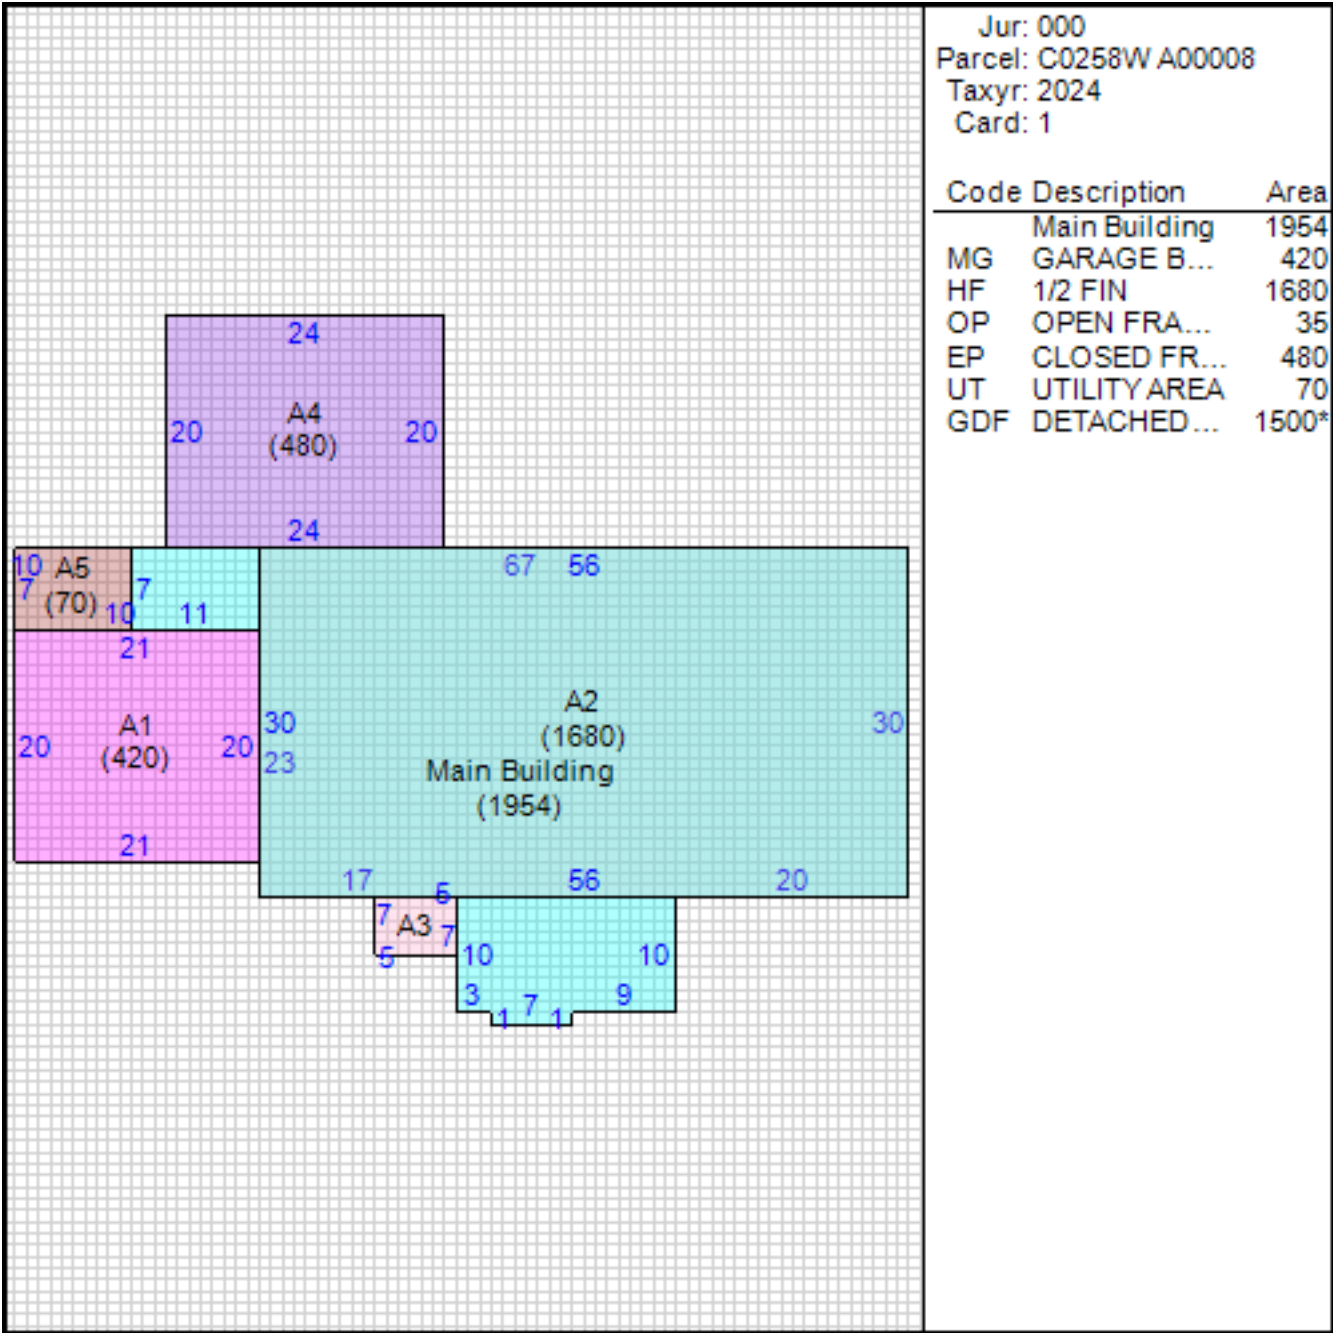 Jur: 000
Parcel: C0258W A00008
Taxyr: 2024
Card: 1
Code Description Area
Main Building 1954
MG GARAGE B... 420
HF 1/2 FIN 1680
OP OPEN FRA... 35
EP CLOSED FR... 480
UT UTILITY AREA 70
GDF DETACHED... 1500*
24
A4
20 (480) 20
24
10 A5 67 56
7 (70) 10 7 11
21
A1
20 (420) 20
21
A2
30 (1680) 30
23
Main Building
(1954)
17 5 56 20
7 A3 7
5 10 10
3 7 9
1 1